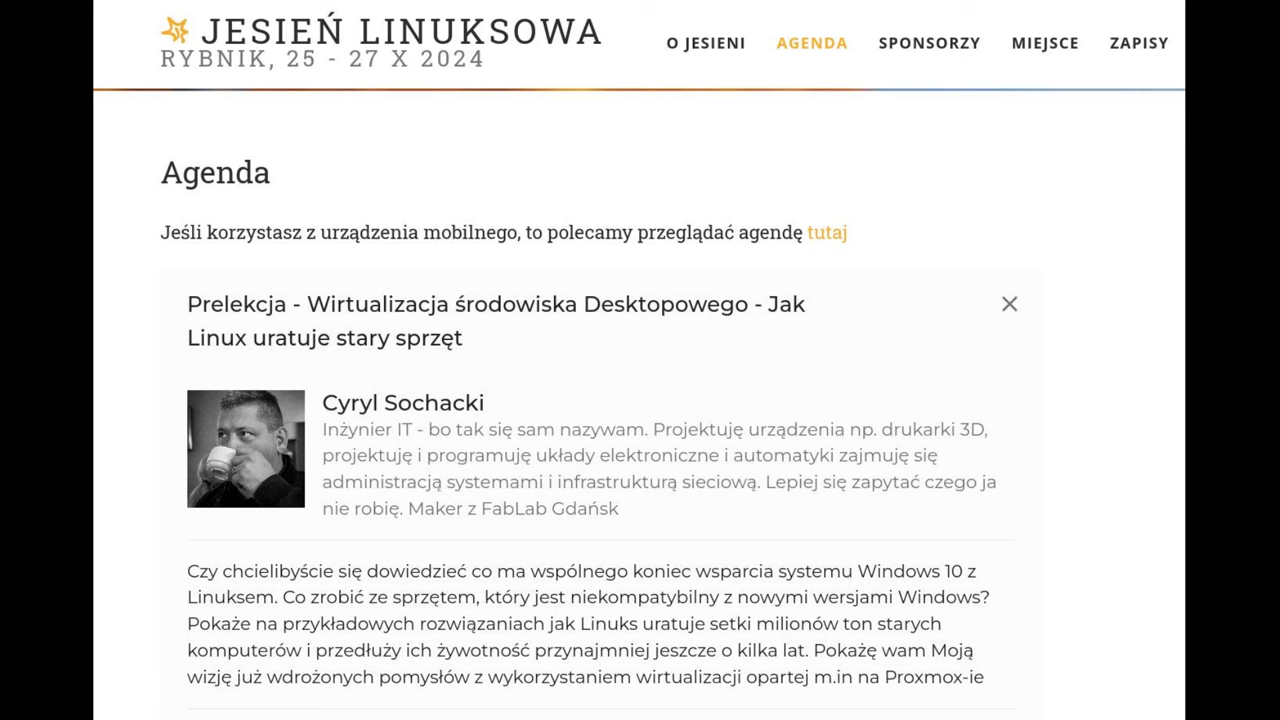 JESIEŃ LINUKSOWA
RYBNIK, 25 - 27 X 2024
O JESIENI AGENDA SPONSORZY MIEJSCE ZAPISY
Agenda
Jeśli korzystasz z urządzenia mobilnego, to polecamy przeglądać agendę tutaj
Prelekcja - Wirtualizacja środowiska Desktopowego - Jak
Linux uratuje stary sprzęt
Cyryl Sochacki
Inżynier IT - bo tak się sam nazywam. Projektuję urządzenia np. drukarki 3D,
projektuję i programuję układy elektroniczne i automatyki zajmuję się
administracją systemami i infrastrukturą sieciową. Lepiej się zapytać czego ja
nie robię. Maker z FabLab Gdańsk
Czy chcielibyście się dowiedzieć co ma wspólnego koniec wsparcia systemu Windows 10 z
Linuksem. Co zrobić ze sprzętem, który jest niekompatybilny z nowymi wersjami Windows?
Pokaże na przykładowych rozwiązaniach jak Linuks uratuje setki milionów ton starych
komputerów i przedłuży ich żywotność przynajmniej jeszcze o kilka lat. Pokażę wam Moją
wizję już wdrożonych pomysłów z wykorzystaniem wirtualizacji opartej m.in na Proxmox-ie